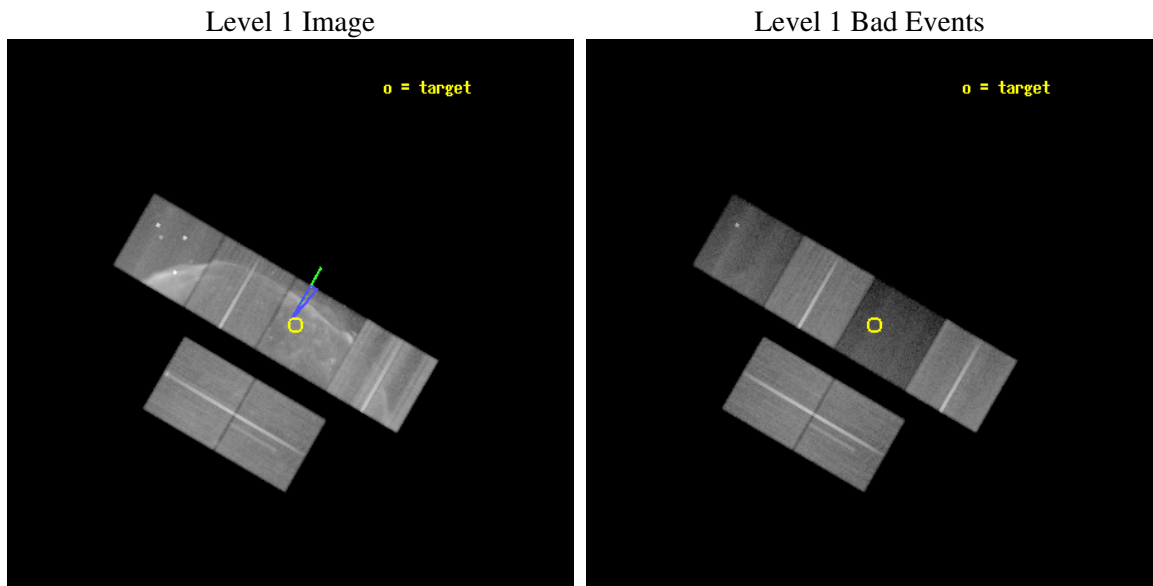 Level 1 Image
Level 1 Bad Events
o = target
o = target